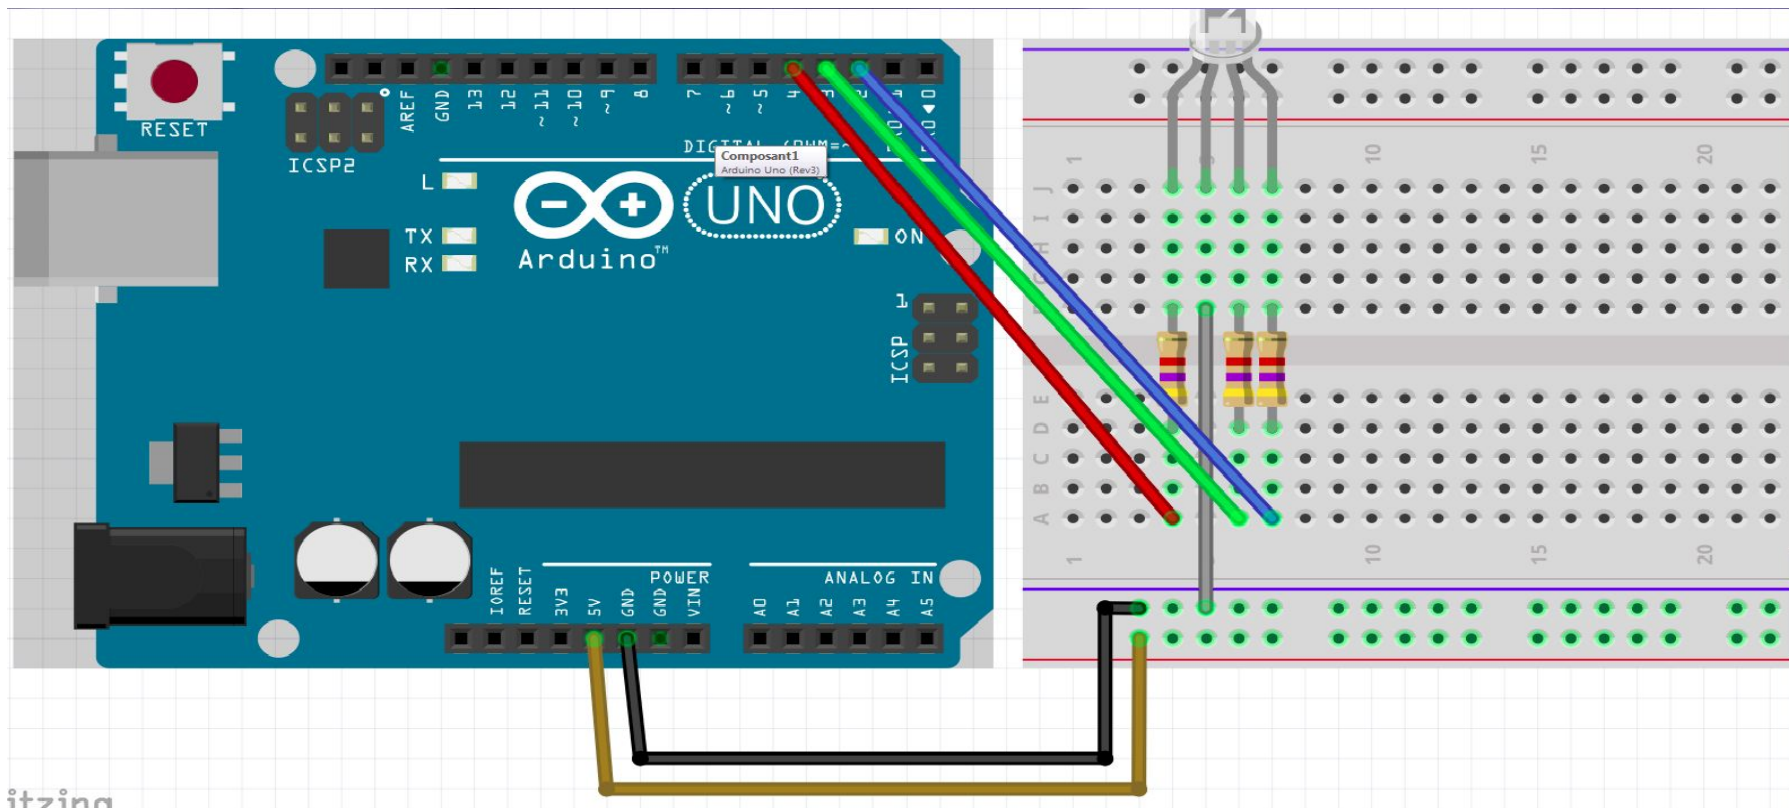 RESET
ICSP2
AREF
GND
13
12
~11
~10
~9
8
7
~6
~5
4
2
Composant1
Arduino Uno (Rev3)
L
TX
RX
UNO
Arduino™
ON
1
ICSP
IOREF
RESET
3V3
5V
GND
GND
VIN
POWER
ANALOG IN
A0
A1
A2
A3
A4
A5
1
10
15
20
J
I
H
E
D
C
B
A
1
10
15
20
itzing